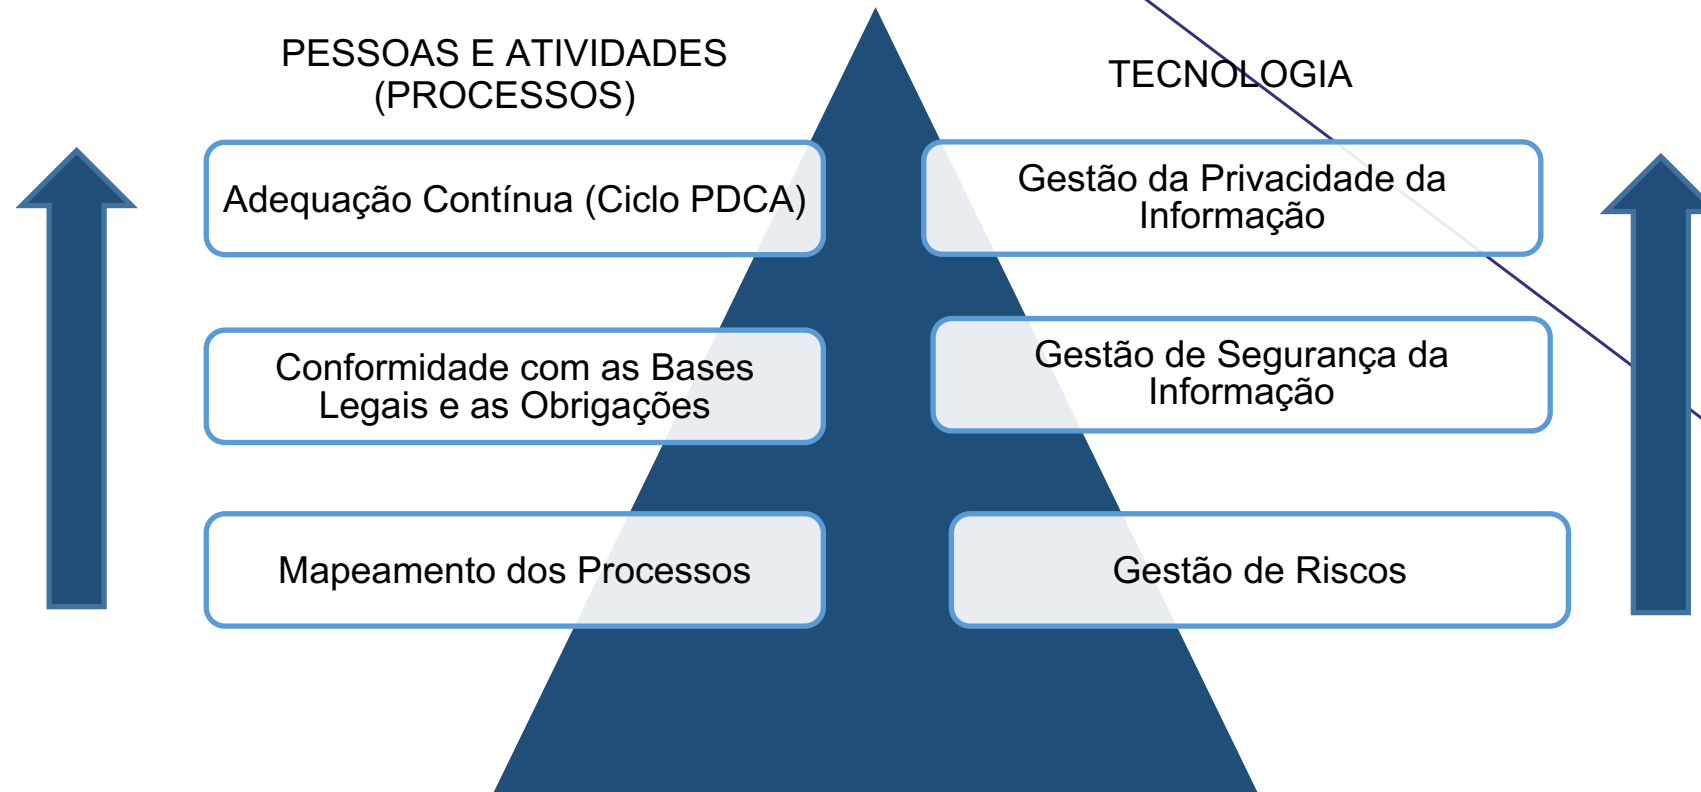 PESSOAS E ATIVIDADES
(PROCESSOS)
Adequação Contínua (Ciclo PDCA)
Conformidade com as Bases
Legais e as Obrigações
Mapeamento dos Processos
TECNOLOGIA
Gestão da Privacidade da
Informação
Gestão de Segurança da
Informação
Gestão de Riscos